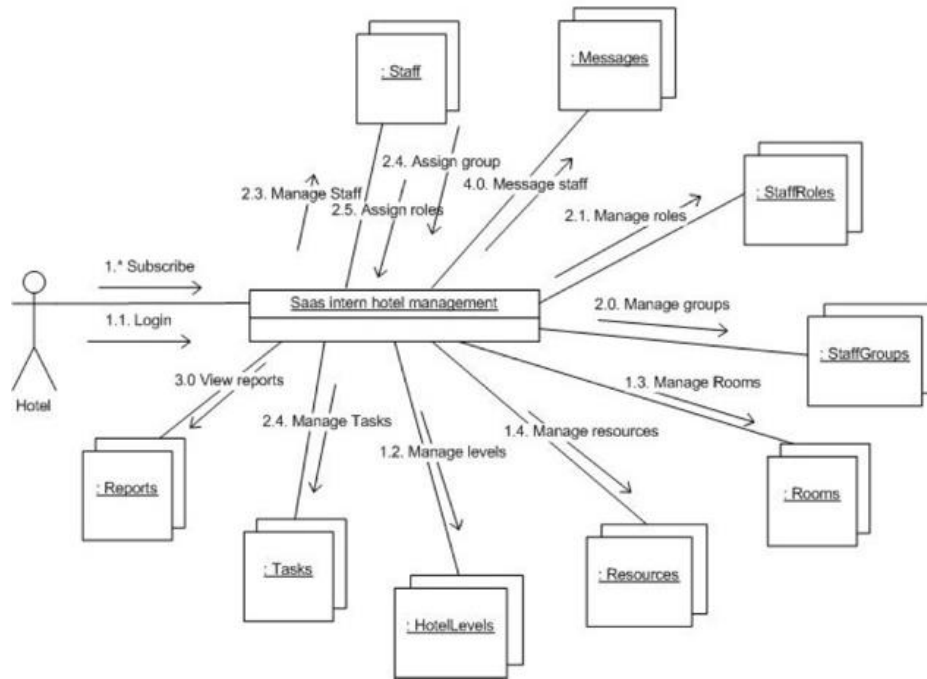 : Staff
: Messages
2.4. Assign group
2.3. Manage Staff
2.5. Assign roles
4.0. Message staff
2.1. Manage roles
: StaffRoles
1.* Subscribe
Saas intern hotel management
1.1. Login
2.0. Manage groups
: StaffGroups
Hotel
3.0 View reports
2.4. Manage Tasks
1.2. Manage levels
1.4. Manage resources
1.3. Manage Rooms
: Reports
: Tasks
: HotelLevels
: Resources
: Rooms